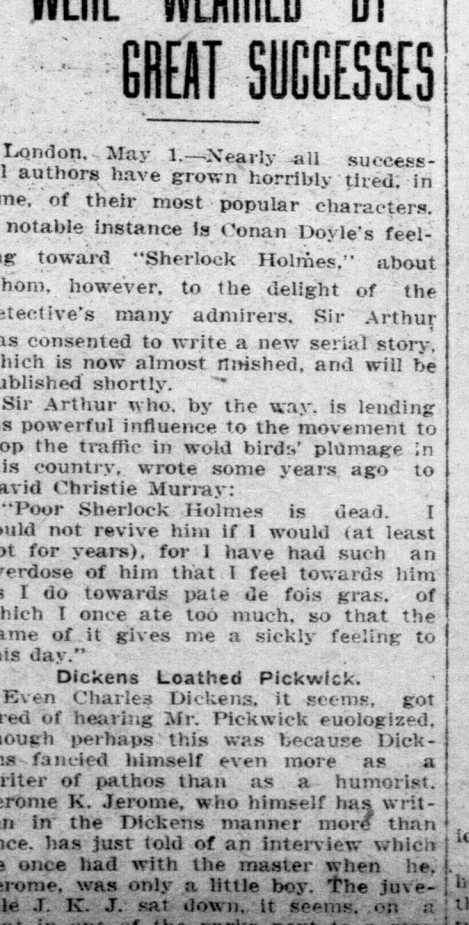 WERE WEARIED BY
GREAT SUCCESSES
London, May 1.—Nearly all success-
l authors have grown horribly tired, in
me, of their most popular characters.
notable instance is Conan Doyle's feel-
g toward "Sherlock Holmes," about
hom, however, to the delight of the
etective's many admirers, Sir Arthur
as consented to write a new serial story,
hich is now almost finished, and will be
ublished shortly.
Sir Arthur who, by the way, is lending
s powerful influence to the movement to
op the traffic in wold birds' plumage in
is country, wrote some years ago to
avid Christie Murray:
"Poor Sherlock Holmes is dead. I
ould not revive him if I would (at least
ot for years), for I have had such an
verdose of him that I feel towards him
s I do towards pate de fois gras, of
hich I once ate too much, so that the
ame of it gives me a sickly feeling to
is day."
Dickens Loathed Pickwick.
Even Charles Dickens, it seems, got
red of hearing Mr. Pickwick euologized,
hough perhaps this was because Dick-
ns fancied himself even more as a
riter of pathos than as a humorist.
erome K. Jerome, who himself has writ-
n in the Dickens manner more than
nce, has just told of an interview which
e once had with the master when he,
erome, was only a little boy. The juve-
le J. K. J. sat down, it seems, on a